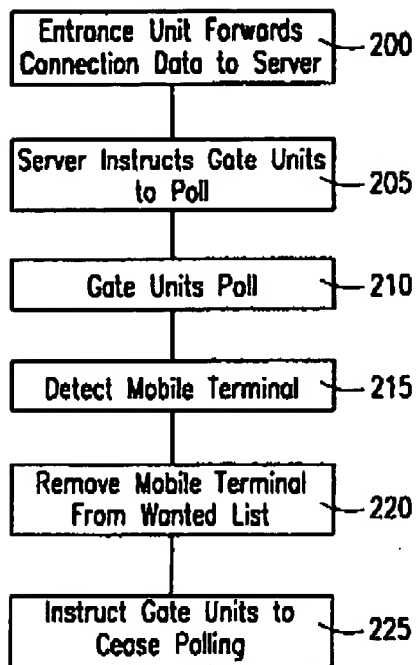 Entrance Unit Forwards
Connection Data to Server
200
Server Instructs Gate Units
to Poll
205
Gate Units Poll
210
Detect Mobile Terminal
215
Remove Mobile Terminal
From Wanted List
220
Instruct Gate Units to
Cease Polling
225